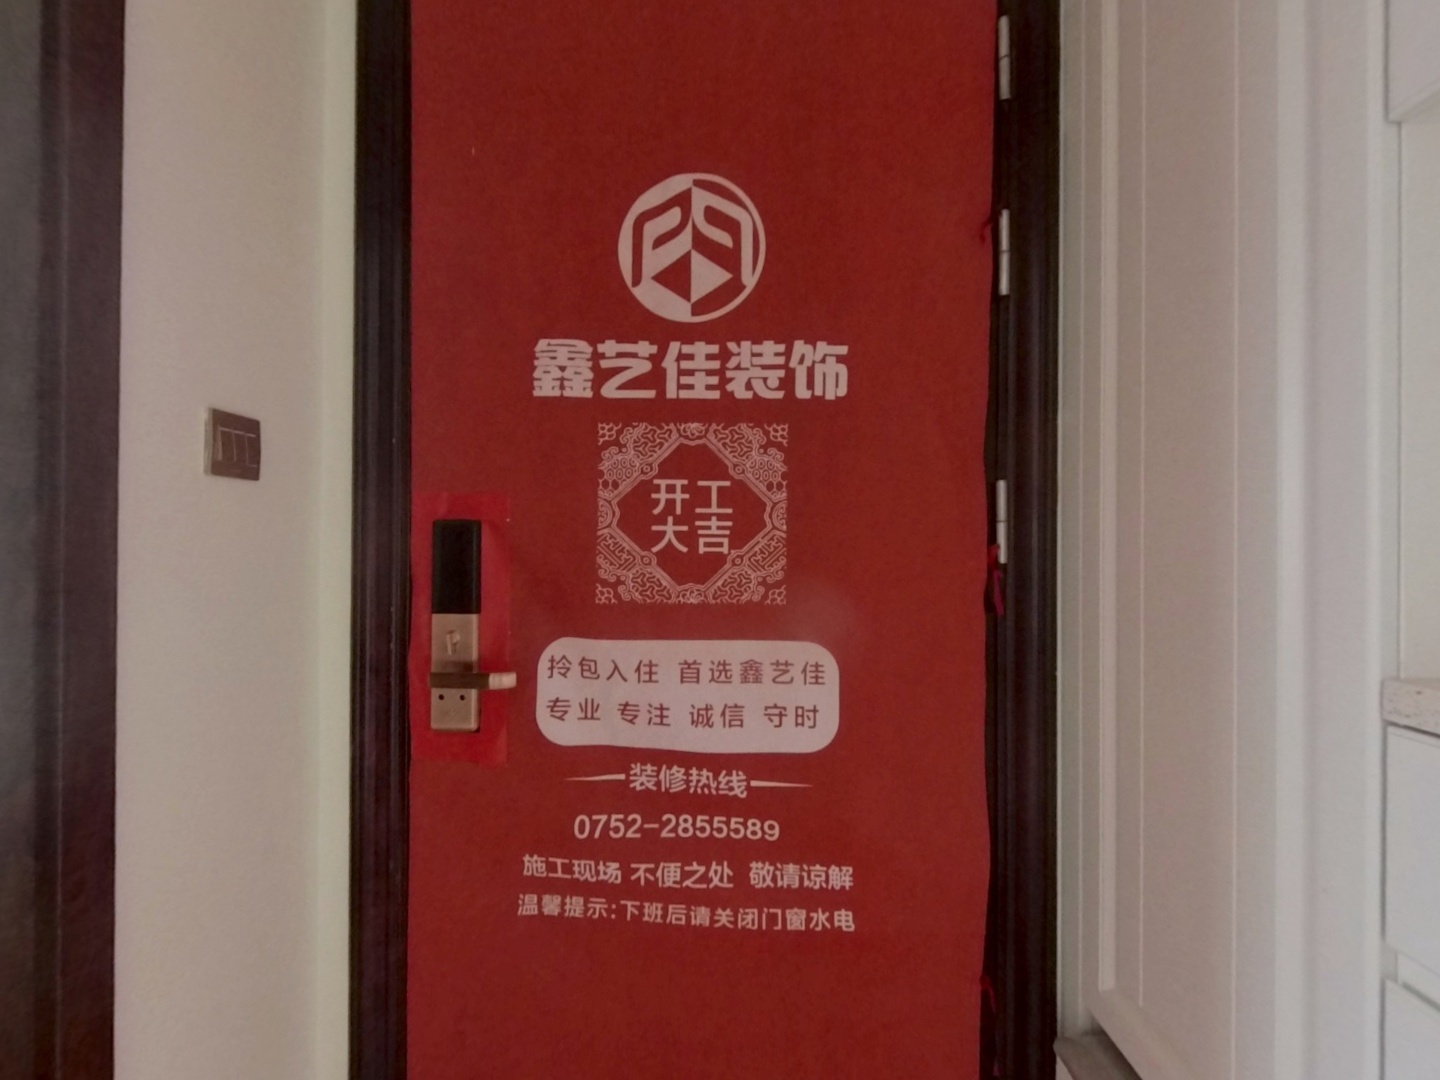 鑫艺佳装饰
开工
大吉
拎包入住 首选鑫艺佳
专业 专注 诚信 守时
装修热线
0752-2855589
施工现场 不便之处 敬请谅解
温馨提示:下班后请关闭门窗水电